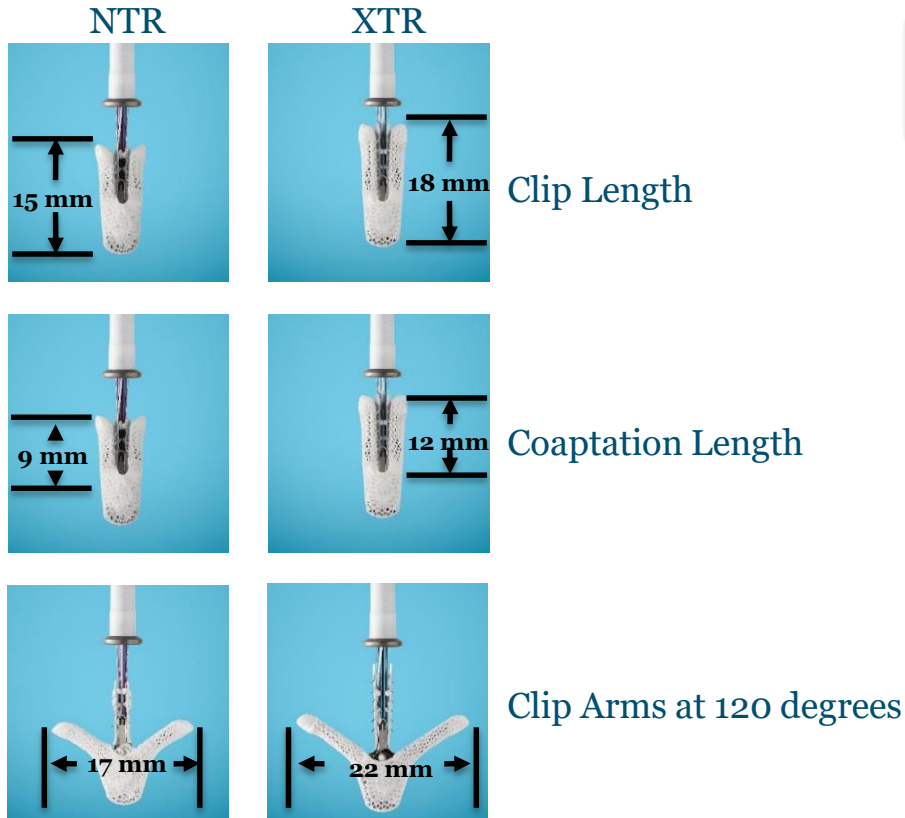 NTR XTR
15 mm 18 mm Clip Length
9 mm 12 mm Coaptation Length
17 mm 22 mm Clip Arms at 120 degrees